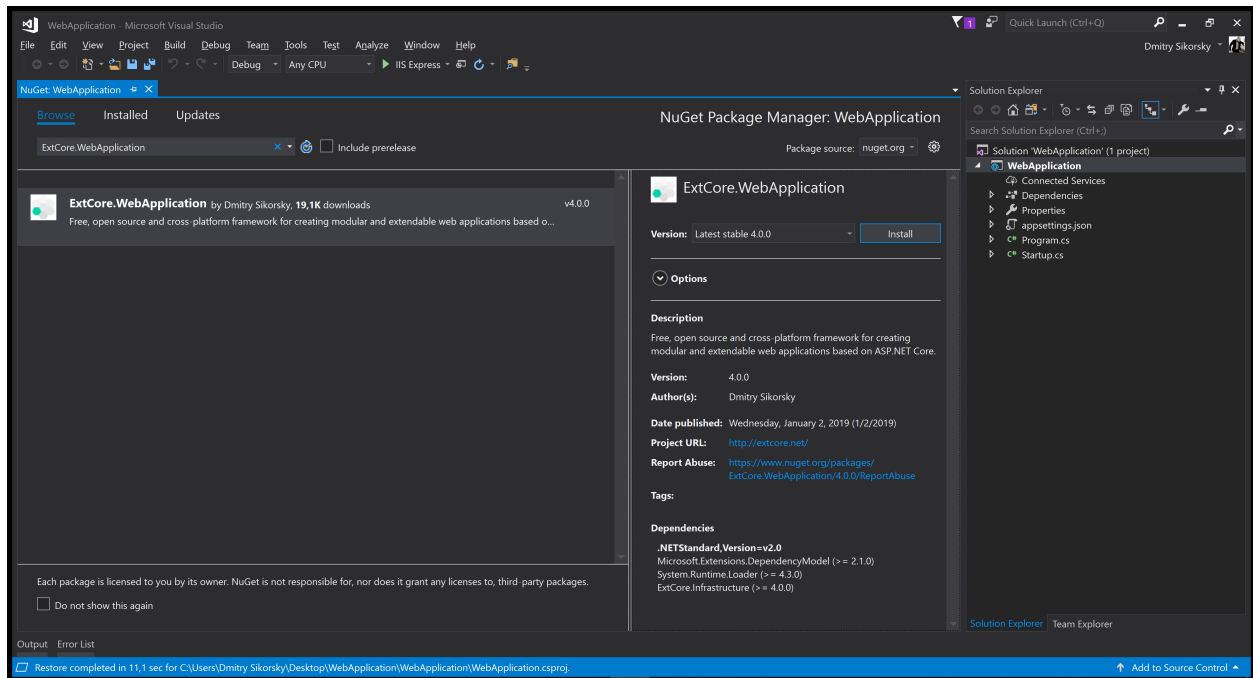 WebApplication - Microsoft Visual Studio
1
Quick Launch (Ctrl+Q)
File Edit View Project Build Debug Team Tools Test Analyze Window Help
Dmitry Sikorsky
Debug Any CPU IIS Express
NuGet: WebApplication
Browse Installed Updates
NuGet Package Manager: WebApplication
ExtCore.WebApplication
Include prerelease
Package source: nuget.org
ExtCore.WebApplication by Dmitry Sikorsky, 19,1K downloads
v4.0.0
Free, open source and cross-platform framework for creating modular and extendable web applications based o...
Each package is licensed to you by its owner. NuGet is not responsible for, nor does it grant any licenses to, third-party packages.
Do not show this again
ExtCore.WebApplication
Version: Latest stable 4.0.0 Install
Options
Description
Free, open source and cross-platform framework for creating
modular and extendable web applications based on ASP.NET Core.
Version: 4.0.0
Author(s): Dmitry Sikorsky
Date published: Wednesday, January 2, 2019 (1/2/2019)
Project URL: http://extcore.net/
Report Abuse: https://www.nuget.org/packages/
ExtCore.WebApplication/4.0.0/ReportAbuse
Tags:
Dependencies
.NETStandard,Version=v2.0
Microsoft.Extensions.DependencyModel (>= 2.1.0)
System.Runtime.Loader (>= 4.3.0)
ExtCore.Infrastructure (>= 4.0.0)
Solution Explorer
Search Solution Explorer (Ctrl+;)
Solution 'WebApplication' (1 project)
WebApplication
Connected Services
Dependencies
Properties
appsettings.json
C# Program.cs
C# Startup.cs
Solution Explorer Team Explorer
Output Error List
Restore completed in 11,1 sec for C:\Users\Dmitry Sikorsky\Desktop\WebApplication\WebApplication\WebApplication.csproj.
Add to Source Control